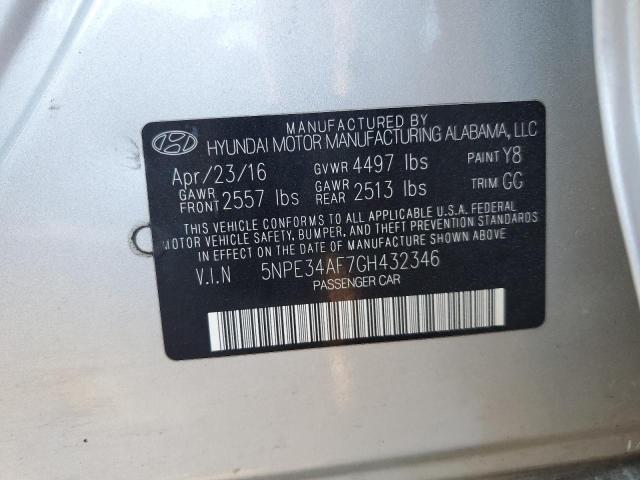 MANUFACTURED BY
HYUNDAI MOTOR MANUFACTURING ALABAMA, LLC
Apr/23/16 GVWR 4497 lbs PAINT Y8
GAWR FRONT 2557 lbs GAWR REAR 2513 lbs TRIM GG
THIS VEHICLE CONFORMS TO ALL APPLICABLE U.S.A. FEDERAL
MOTOR VEHICLE SAFETY, BUMPER, AND THEFT PREVENTION STANDARDS
IN EFFECT ON THE DATE OF MANUFACTURE SHOWN ABOVE.
V.I.N 5NPE34AF7GH432346
PASSENGER CAR